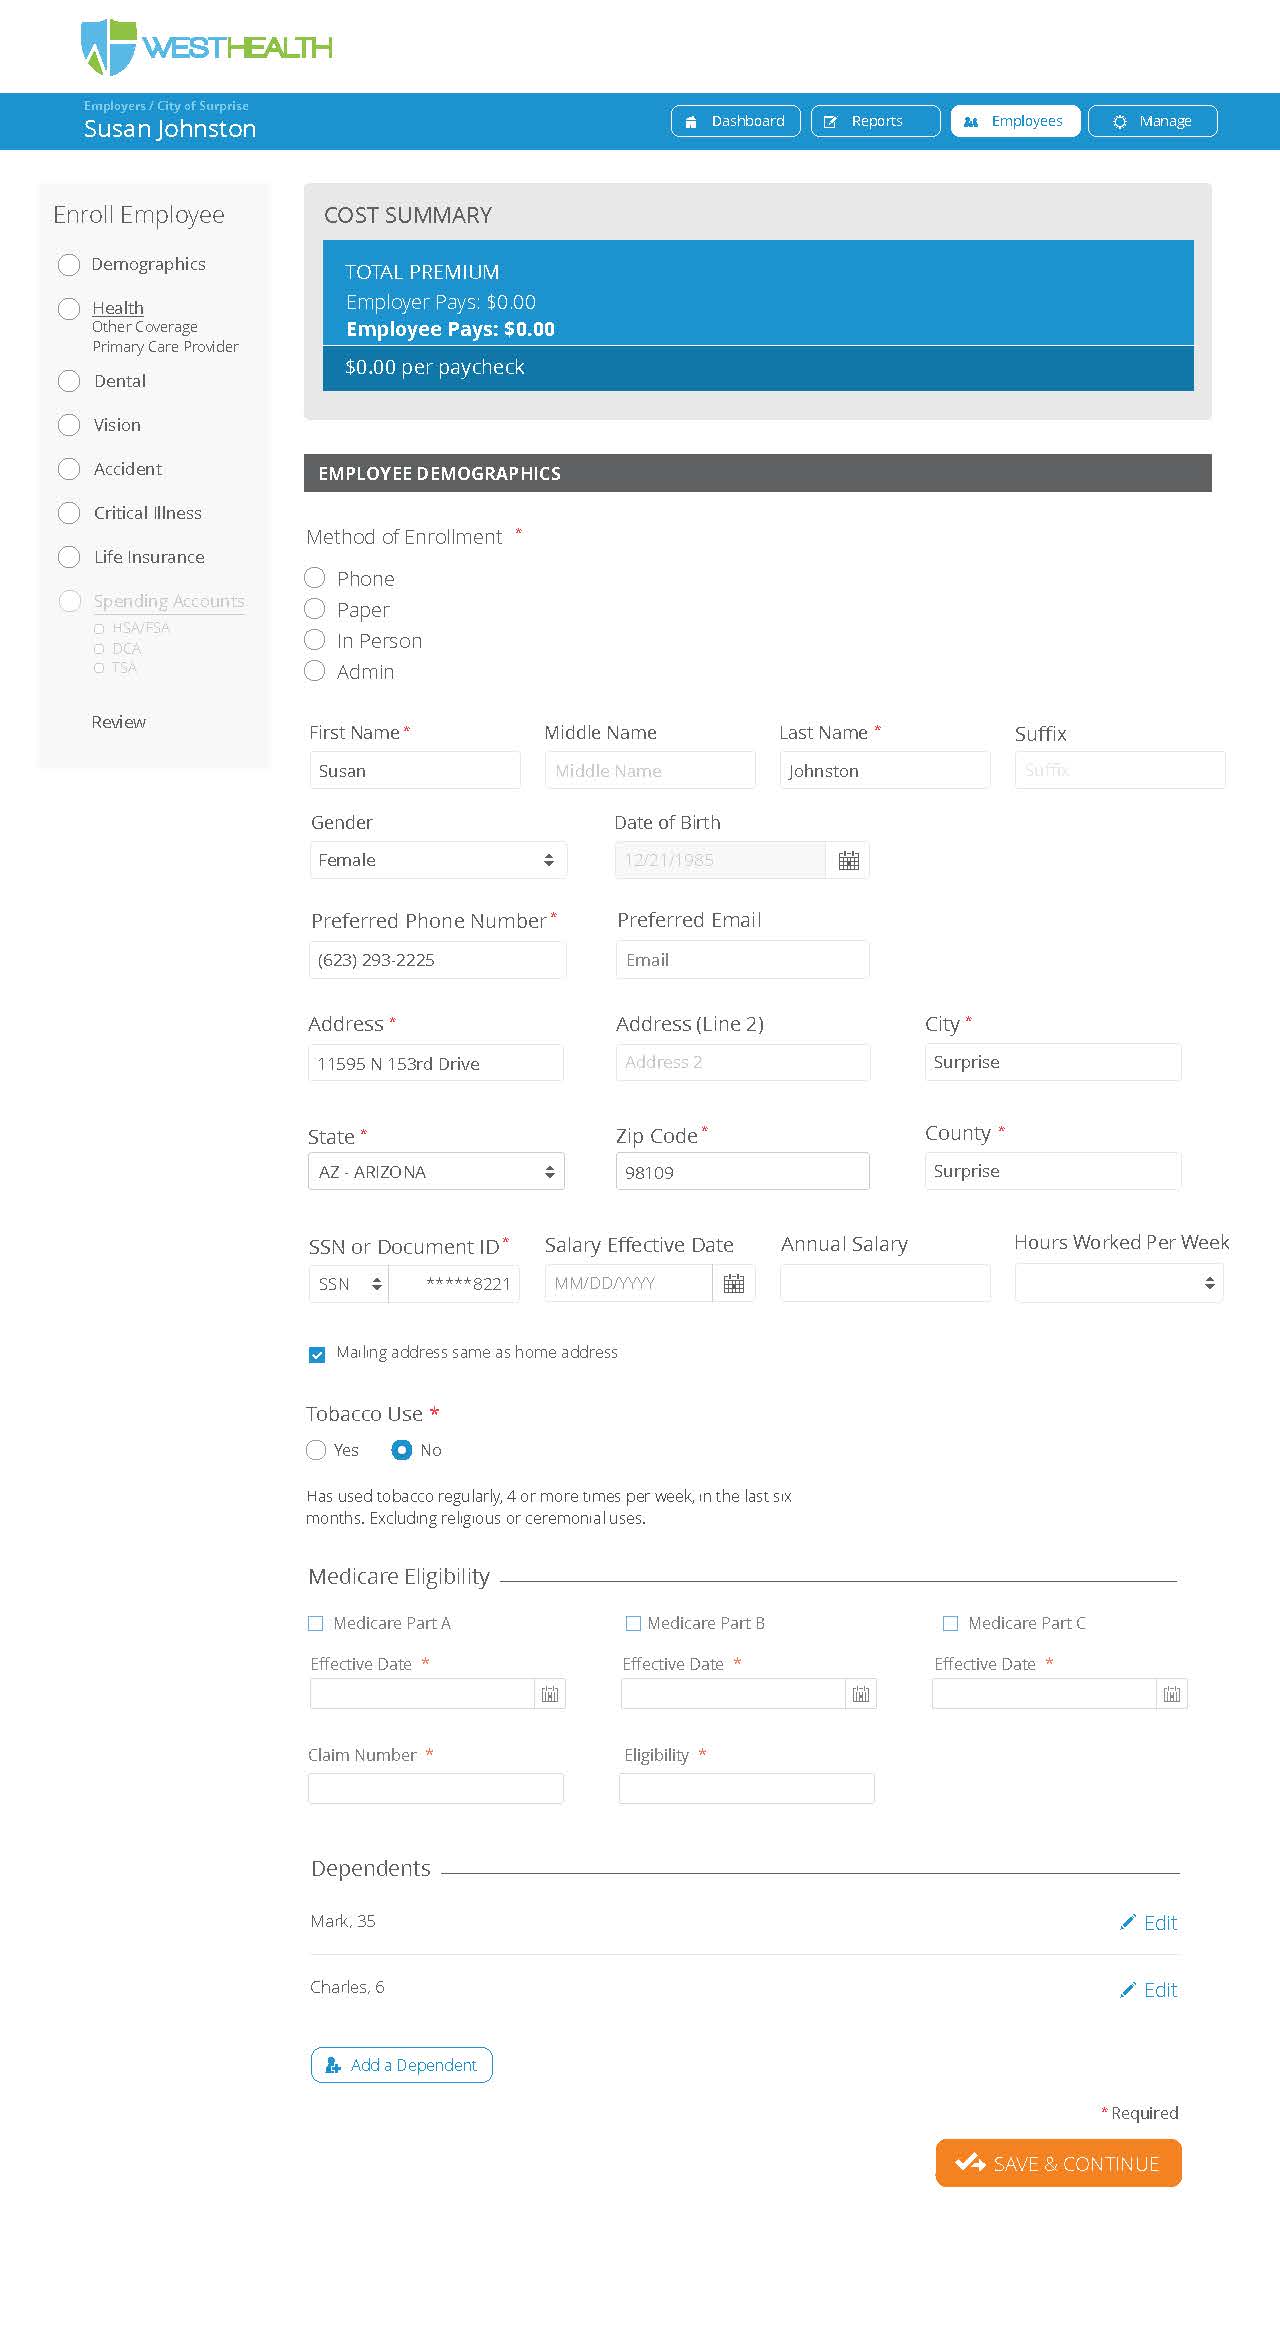 WESTHEALTH
Employers / City of Surprise
Susan Johnston
Dashboard
Reports
Employees
Manage
Enroll Employee
Demographics
Health
Other Coverage
Primary Care Provider
Dental
Vision
Accident
Critical Illness
Life Insurance
Spending Accounts
HSA/FSA
DCA
TSA
Review
COST SUMMARY
TOTAL PREMIUM
Employer Pays: $0.00
Employee Pays: $0.00
$0.00 per paycheck
EMPLOYEE DEMOGRAPHICS
Method of Enrollment *
Phone
Paper
In Person
Admin
First Name * Middle Name Last Name * Suffix
Susan Middle Name Johnston Suffix
Gender Date of Birth
Female 12/21/1985
Preferred Phone Number * Preferred Email
(623) 293-2225 Email
Address * Address (Line 2) City *
11595 N 153rd Drive Address 2 Surprise
State * Zip Code * County *
AZ - ARIZONA 98109 Surprise
SSN or Document ID * Salary Effective Date Annual Salary Hours Worked Per Week
SSN *****8221 MM/DD/YYYY
Mailing address same as home address
Tobacco Use *
Yes No
Has used tobacco regularly, 4 or more times per week, in the last six
months. Excluding religious or ceremonial uses.
Medicare Eligibility
Medicare Part A Medicare Part B Medicare Part C
Effective Date * Effective Date * Effective Date *
Claim Number * Eligibility *
Dependents
Mark, 35 Edit
Charles, 6 Edit
Add a Dependent
* Required
SAVE & CONTINUE